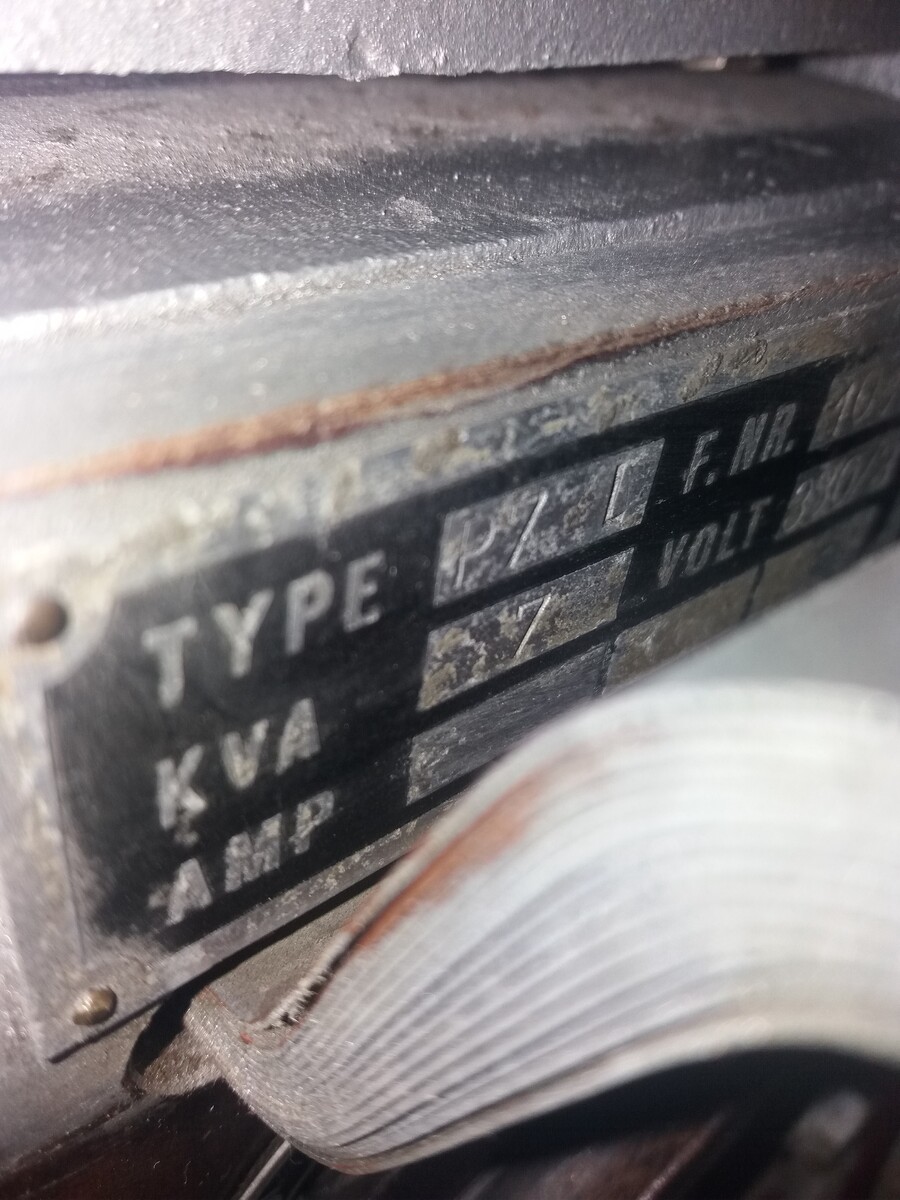 TYPE P/ F. NR.
KVA 7 VOLT
AMP